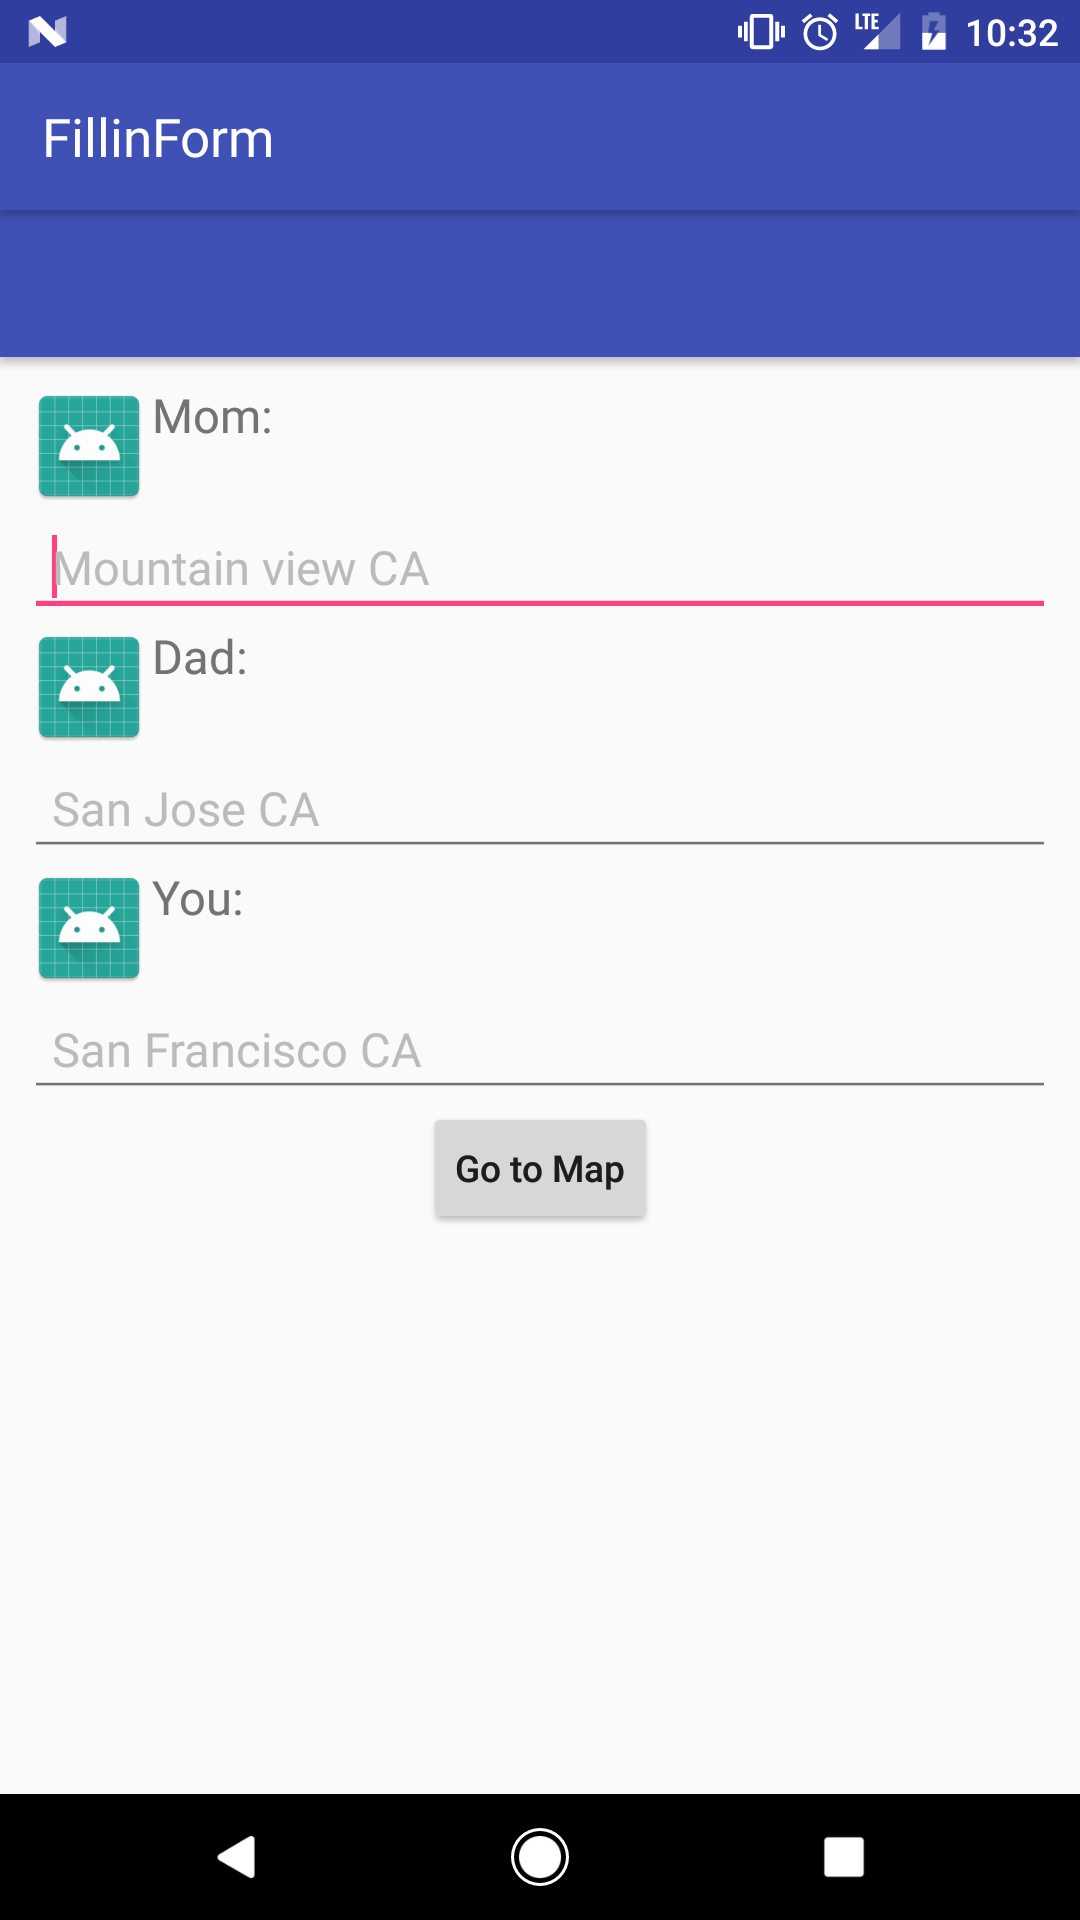 LTE 10:32
FillinForm
Mom:
Mountain view CA
Dad:
San Jose CA
You:
San Francisco CA
Go to Map